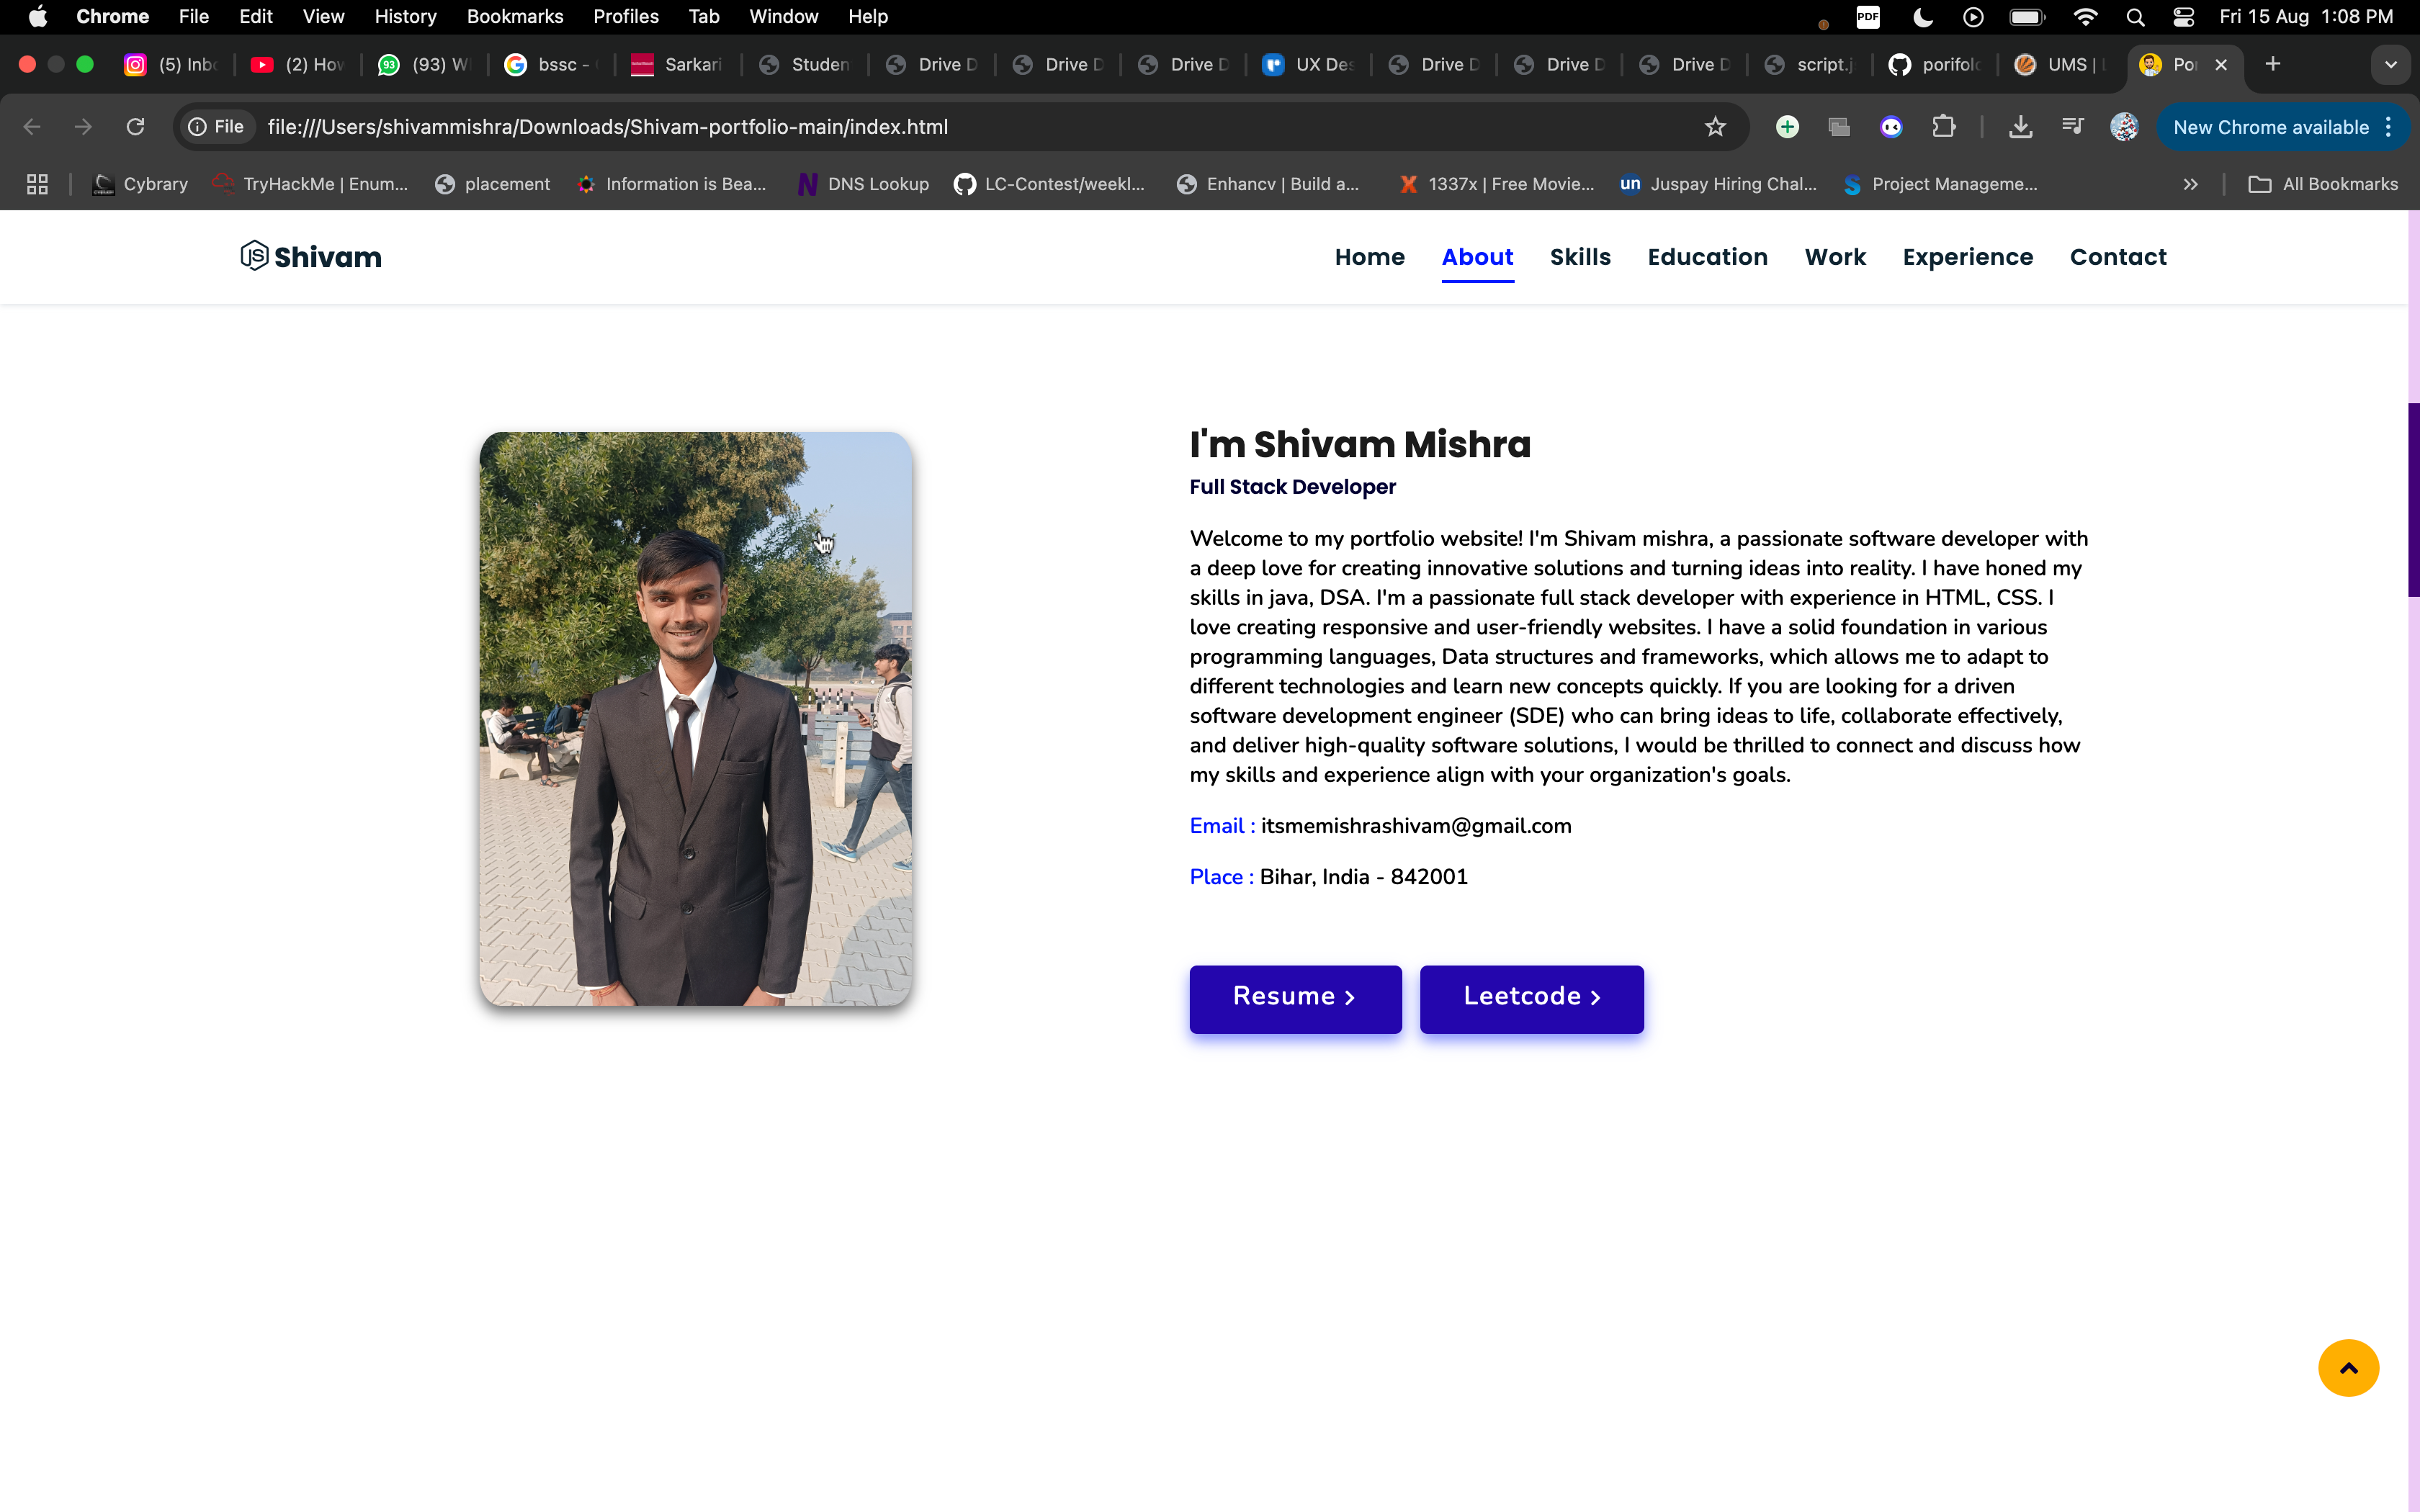 Chrome File Edit View History Bookmarks Profiles Tab Window Help PDF Fri 15 Aug 1:08 PM
(5) Inbo (2) How 93 (93) W bssc - Sarkari Studen Drive D Drive D Drive D UX Des Drive D Drive D Drive D script.j porifolo UMS | L Por
File file:///Users/shivammishra/Downloads/Shivam-portfolio-main/index.html New Chrome available
Cybrary TryHackMe | Enum... placement Information is Bea... N DNS Lookup LC-Contest/weekl... Enhancv | Build a... X 1337x | Free Movie... un Juspay Hiring Chal... S Project Manageme... All Bookmarks
JS Shivam Home About Skills Education Work Experience Contact
I'm Shivam Mishra
Full Stack Developer
Welcome to my portfolio website! I'm Shivam mishra, a passionate software developer with
a deep love for creating innovative solutions and turning ideas into reality. I have honed my
skills in java, DSA. I'm a passionate full stack developer with experience in HTML, CSS. I
love creating responsive and user-friendly websites. I have a solid foundation in various
programming languages, Data structures and frameworks, which allows me to adapt to
different technologies and learn new concepts quickly. If you are looking for a driven
software development engineer (SDE) who can bring ideas to life, collaborate effectively,
and deliver high-quality software solutions, I would be thrilled to connect and discuss how
my skills and experience align with your organization's goals.
Email : itsmemishrashivam@gmail.com
Place : Bihar, India - 842001
Resume Leetcode